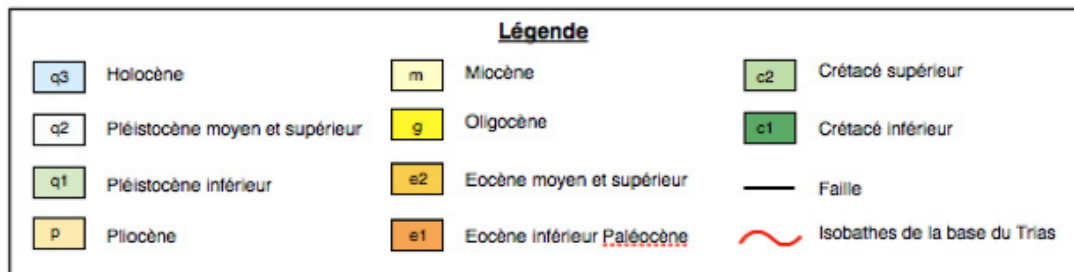 Légende
q3 Holocène
q2 Pléistocène moyen et supérieur
q1 Pléistocène inférieur
p Pliocène
m Miocène
g Oligocène
e2 Eocène moyen et supérieur
e1 Eocène inférieur Paléocène
c2 Crétacé supérieur
c1 Crétacé inférieur
Faille
Isobathes de la base du Trias